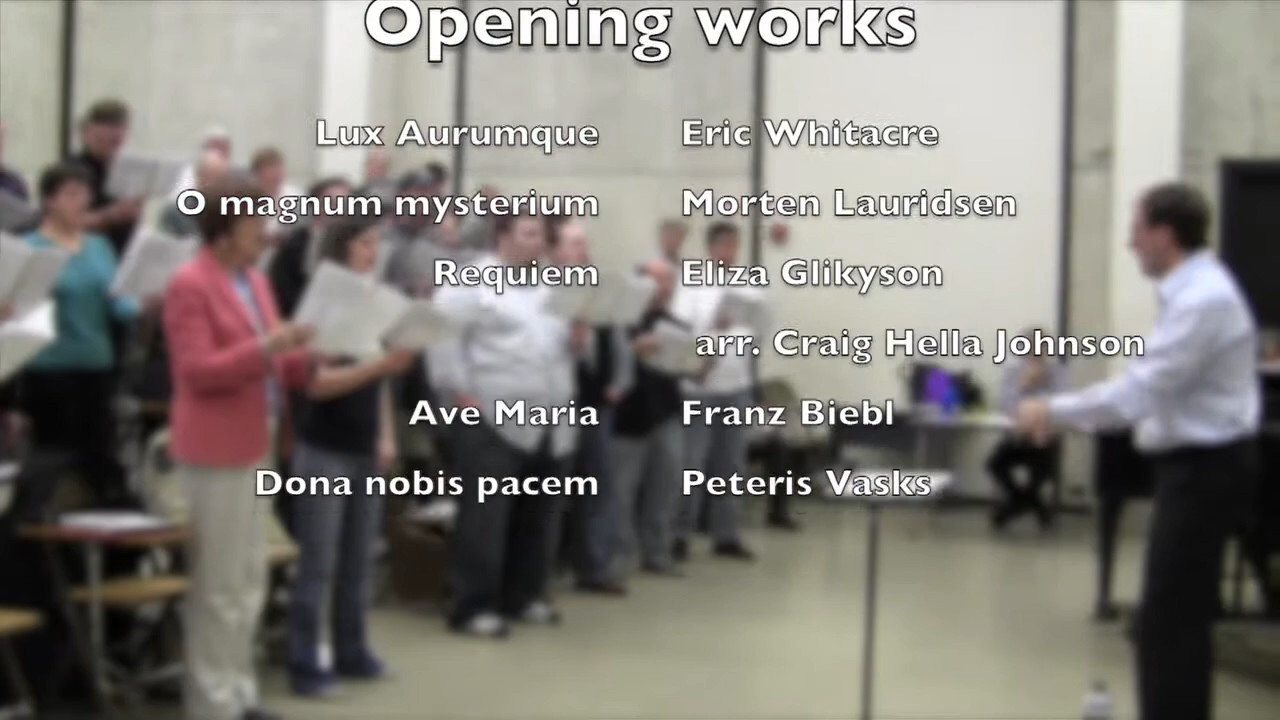 Opening works
Lux Aurumque Eric Whitacre
O magnum mysterium Morten Lauridsen
Requiem Eliza Glikyson
arr. Craig Hella Johnson
Ave Maria Franz Biebl
Dona nobis pacem Peteris Vasks